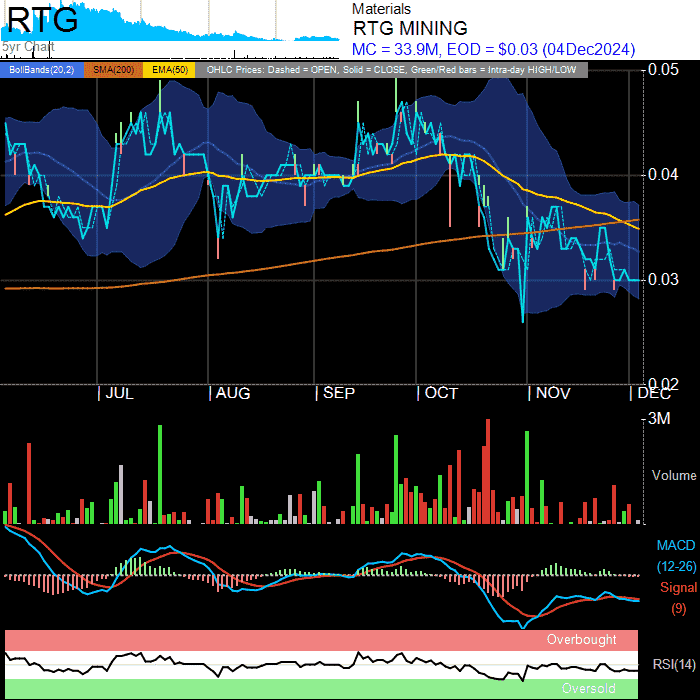 RTG
5yr Chart
Materials
RTG MINING
MC = 33.9M, EOD = $0.03 (04Dec2024)
BollBands(20,2) SMA(200) EMA(50) OHLC Prices: Dashed = OPEN, Solid = CLOSE, Green/Red bars = Intra-day HIGH/LOW
0.05
0.04
0.03
0.02
JUL AUG SEP OCT NOV DEC
3M
Volume
MACD
(12-26)
Signal
(9)
Overbought
RSI(14)
Oversold